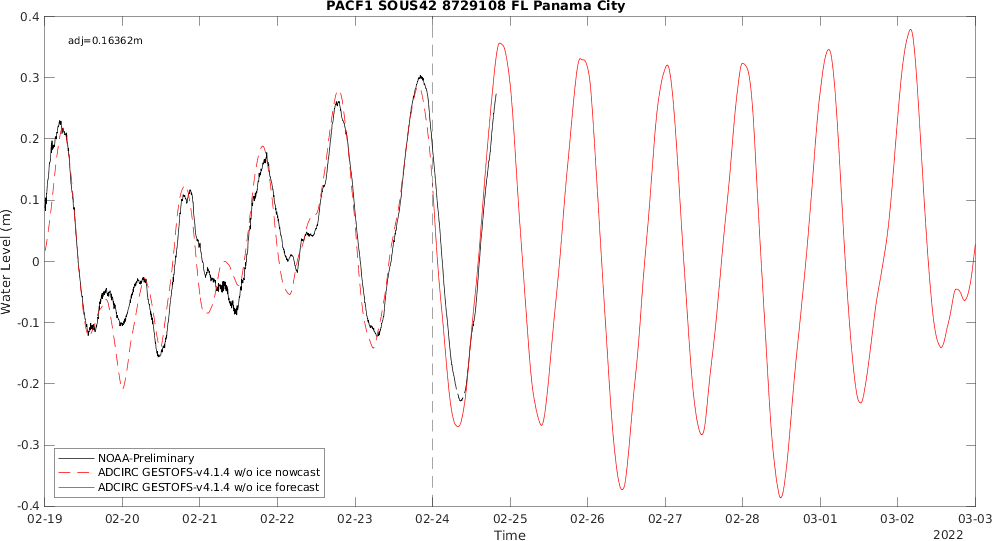 PACF1 SOUS42 8729108 FL Panama City
adj=0.16362m
0.4
0.3
0.2
0.1
0
-0.1
-0.2
-0.3
-0.4
Water Level (m)
NOAA-Preliminary
ADCIRC GESTOFS-v4.1.4 w/o ice nowcast
ADCIRC GESTOFS-v4.1.4 w/o ice forecast
02-19 02-20 02-21 02-22 02-23 02-24 02-25 02-26 02-27 02-28 03-01 03-02 03-03
Time
2022